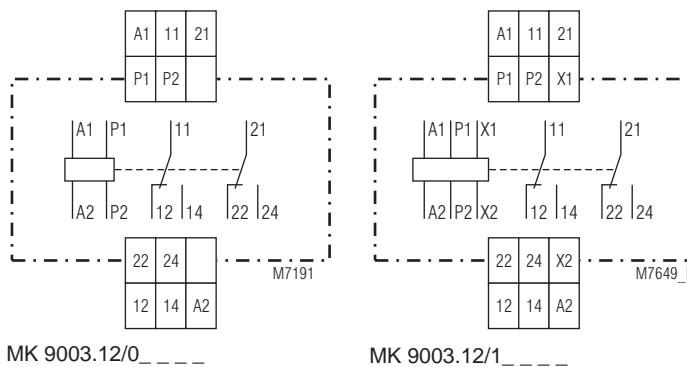 A1 11 21 A1 11 21
P1 P2 P1 P2 X1
A1 P1 11 21 A1 P1 X1 11 21
A2 P2 12 14 22 24 A2 P2 X2 12 14 22 24
22 24 22 24 X2
M7191 M7649_
12 14 A2 12 14 A2
MK 9003.12/0_ _ _ _ MK 9003.12/1_ _ _ _